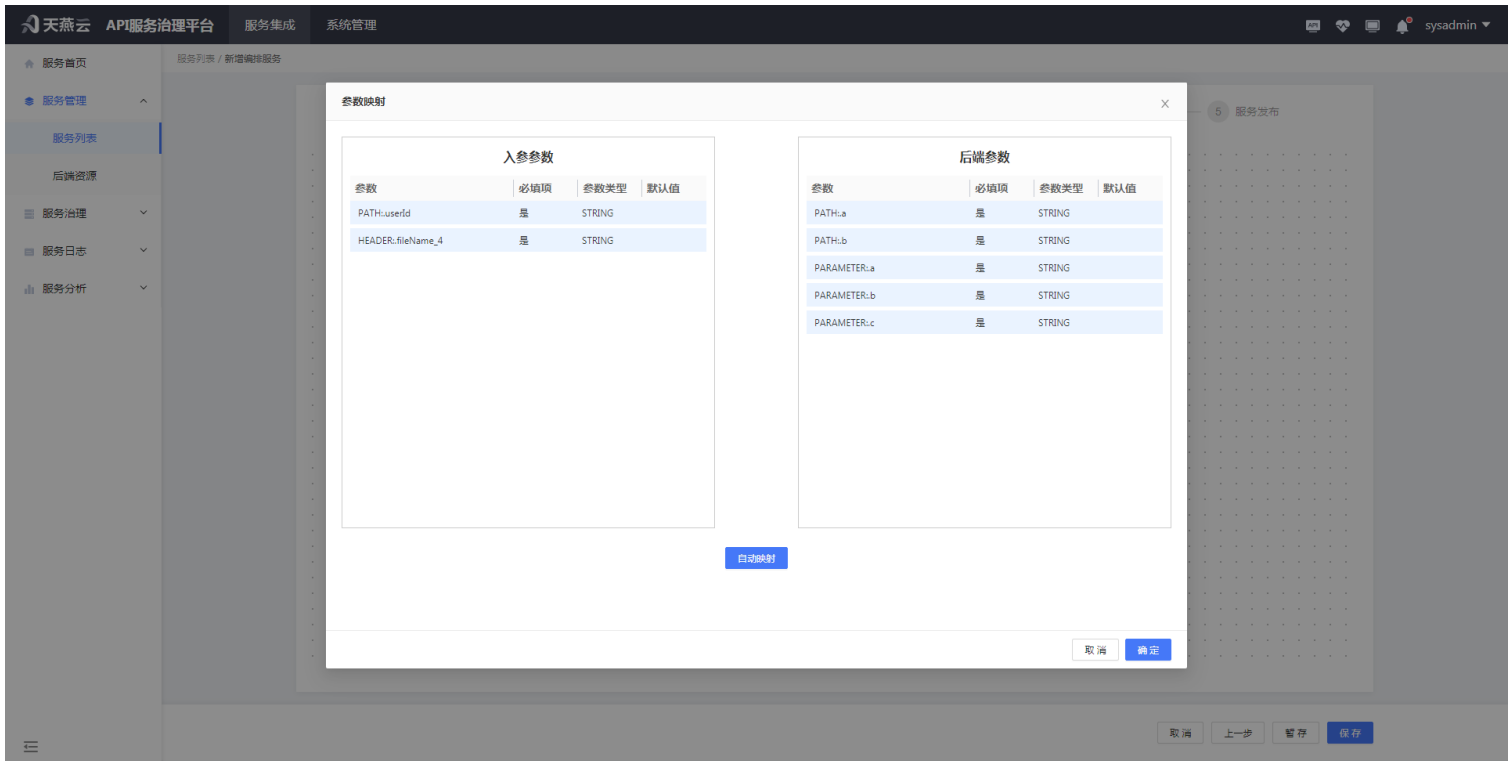 天燕云 API服务治理平台 服务集成 系统管理 API sysadmin
服务首页
服务列表 / 新增编排服务
服务管理
服务列表
后端资源
服务治理
服务日志
服务分析
5 服务发布
参数映射
入参参数
参数 必填项 参数类型 默认值
PATH:.userId 是 STRING
HEADER:.fileName_4 是 STRING
后端参数
参数 必填项 参数类型 默认值
PATH:.a 是 STRING
PATH:.b 是 STRING
PARAMETER:.a 是 STRING
PARAMETER:.b 是 STRING
PARAMETER:.c 是 STRING
自动映射
取消 确定
取消 上一步 暂存 保存